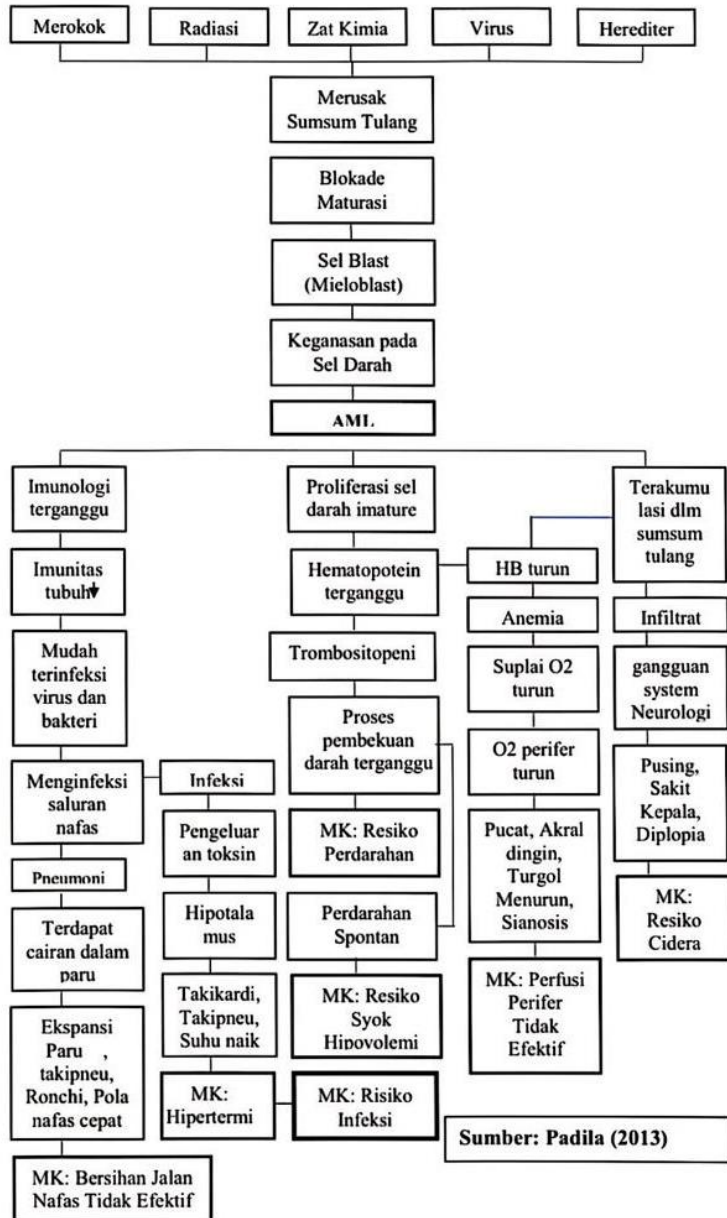 Merokok
Radiasi
Zat Kimia
Virus
Herediter
Merusak
Sumsum Tulang
Blokade
Maturasi
Sel Blast
(Mieloblast)
Keganasan pada
Sel Darah
AML
Imunologi
terganggu
Imunitas
tubuh
Mudah
terinfeksi
virus dan
bakteri
Menginfeksi
saluran
nafas
Pneumoni
Terdapat
cairan dalam
paru
Ekspansi
Paru ,
takipneu,
Ronchi, Pola
nafas cepat
MK: Bersihan Jalan
Nafas Tidak Efektif
Infeksi
Pengeluar
an toksin
Hipotala
mus
Takikardi,
Takipneu,
Suhu naik
MK:
Hipertermi
MK: Risiko
Infeksi
Proliferasi sel
darah imature
Hematopotein
terganggu
Trombositopeni
Proses
pembekuan
darah terganggu
MK: Resiko
Perdarahan
Perdarahan
Spontan
MK: Resiko
Syok
Hipovolemi
HB turun
Anemia
Suplai O2
turun
O2 perifer
turun
Pucat, Akral
dingin,
Turgol
Menurun,
Sianosis
MK: Perfusi
Perifer
Tidak
Efektif
Terakumu
lasi dlm
sumsum
tulang
Infiltrat
gangguan
system
Neurologi
Pusing,
Sakit
Kepala,
Diplopia
MK:
Resiko
Cidera
Sumber: Padila (2013)